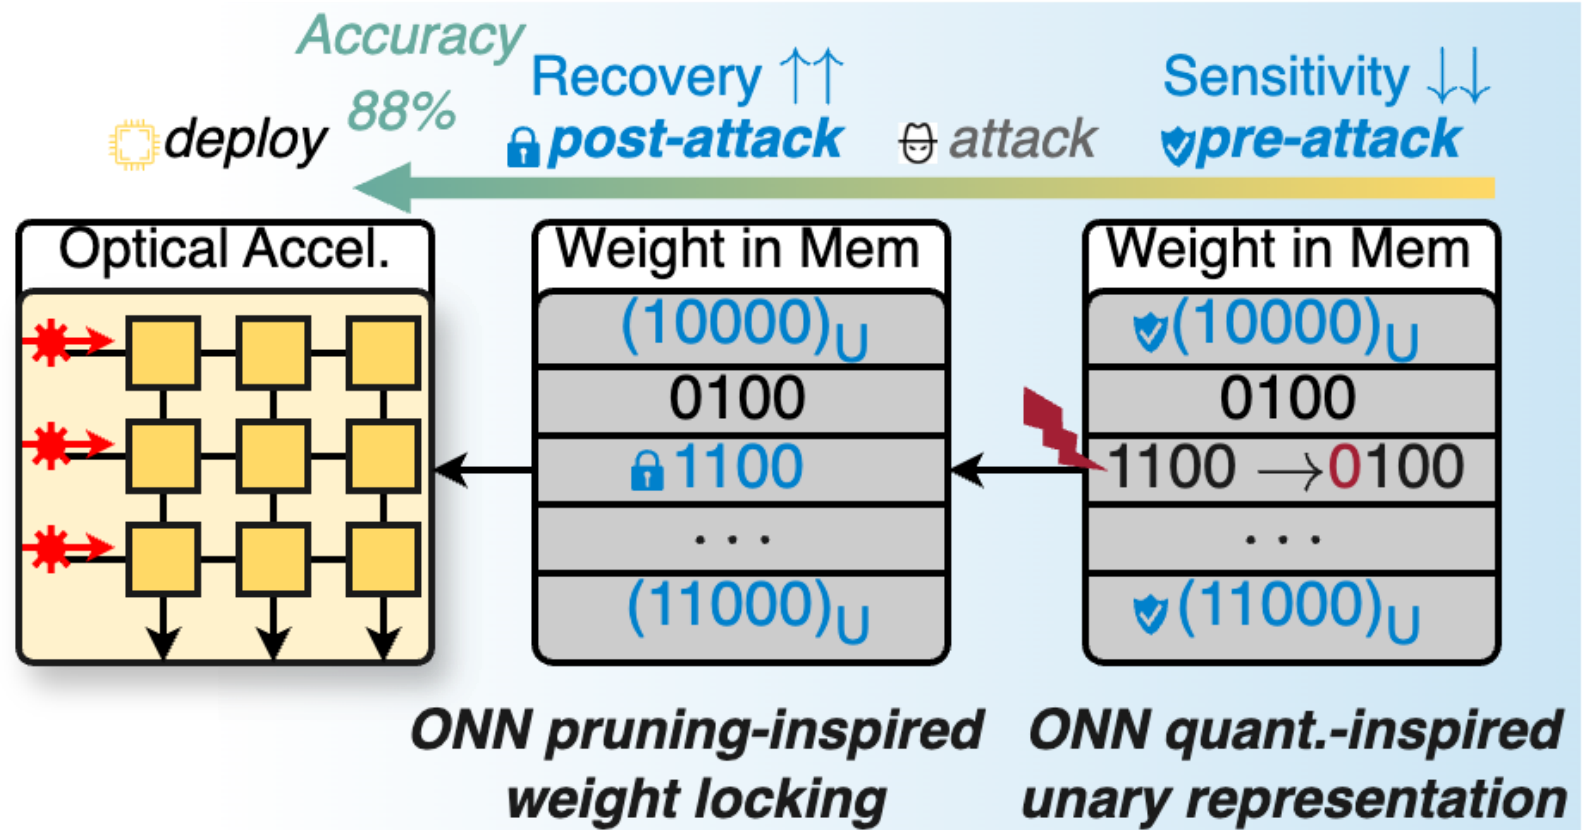 Accuracy
88%
Recovery ↑↑
Sensitivity ↓↓
deploy
post-attack
attack
pre-attack
Optical Accel.
Weight in Mem
(10000)U
0100
1100
...
(11000)U
Weight in Mem
(10000)U
0100
1100 →0100
...
(11000)U
ONN pruning-inspired
weight locking
ONN quant.-inspired
unary representation